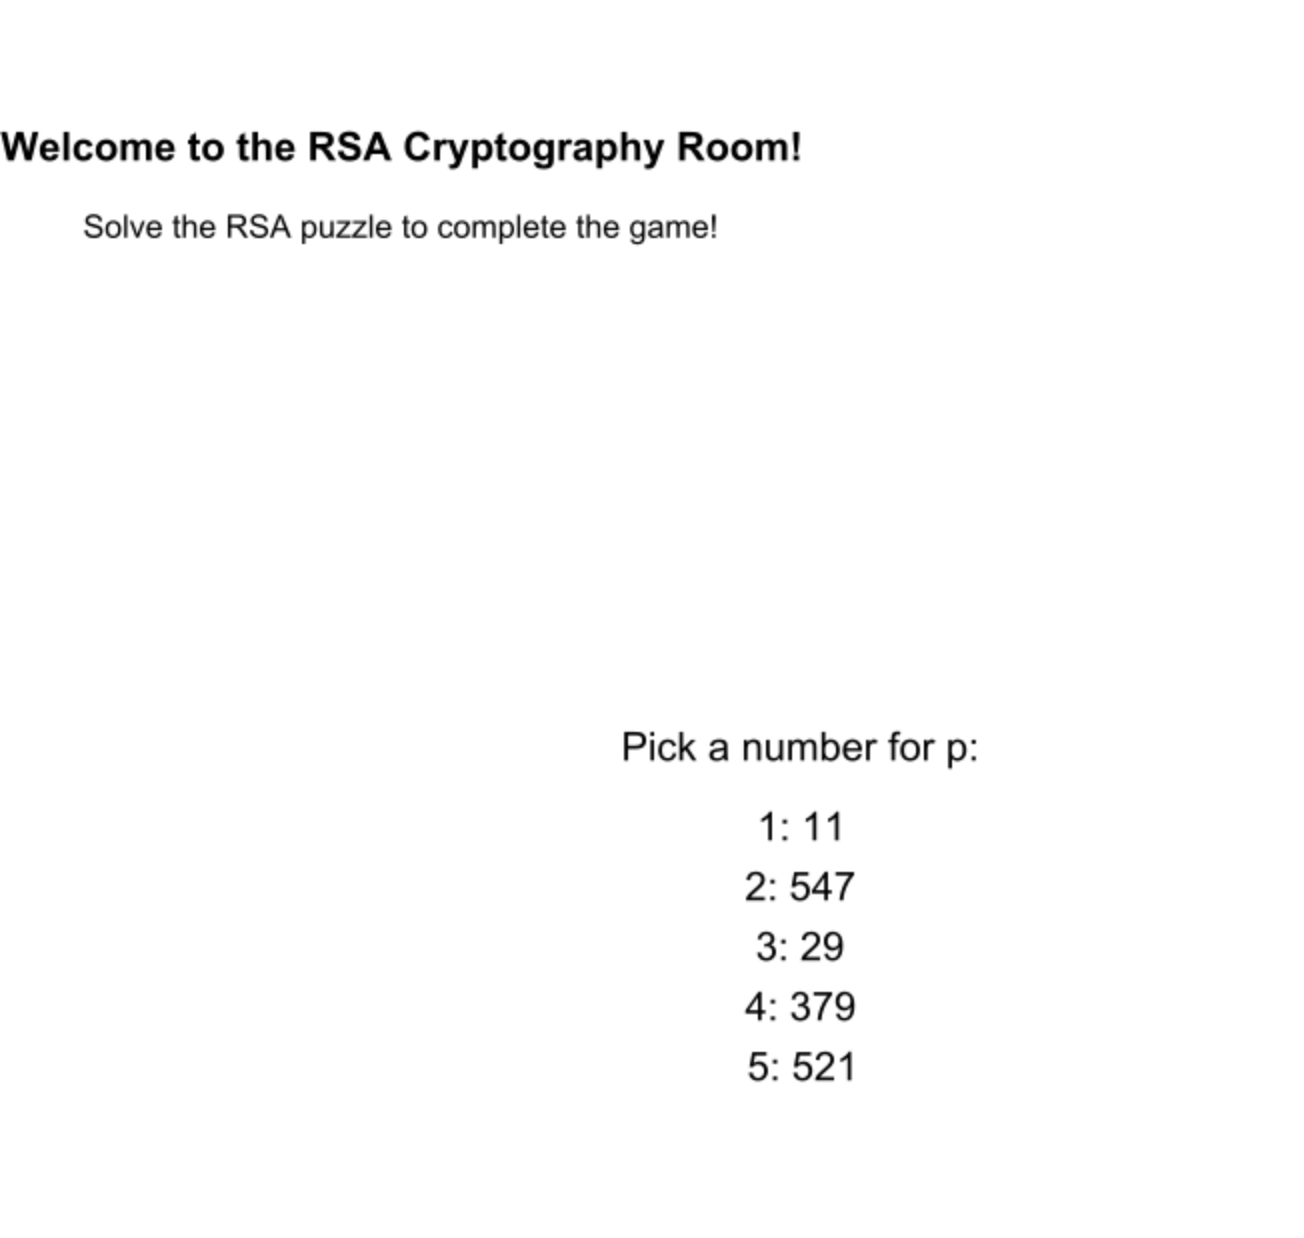 Welcome to the RSA Cryptography Room!
Solve the RSA puzzle to complete the game!
Pick a number for p:
1: 11
2: 547
3: 29
4: 379
5: 521